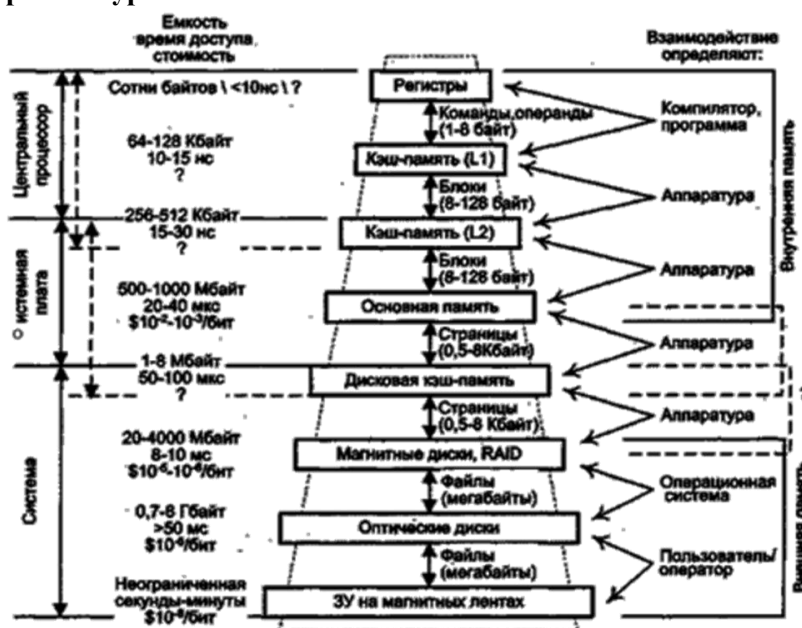 Емкость
время доступа
стоимость
Взаимодействие
определяют:
Сотни байтов \ <10нс \ ?
Регистры
Команды,операнды
(1-8 байт)
Компилятор,
программа
64-128 Кбайт
10-15 нс
?
Кэш-память (L1)
Блоки
(8-128 байт)
Аппаратура
256-512 Кбайт
15-30 нс
?
Кэш-память (L2)
Блоки
(8-128 байт)
Аппаратура
500-1000 Мбайт
20-40 мкс
$10⁻²-10⁻³/бит
Основная память
Страницы
(0,5-8Кбайт)
Аппаратура
1-8 Мбайт
50-100 мкс
?
Дисковая кэш-память
Страницы
(0,5-8 Кбайт)
Аппаратура
20-4000 Мбайт
8-10 мс
$10⁻⁵-10⁻⁶/бит
Магнитные диски, RAID
Файлы
(мегабайты)
Операционная
система
0,7-8 Гбайт
>50 мс
$10⁻⁶/бит
Оптические диски
Файлы
(мегабайты)
Пользователь/
оператор
Неограниченная
секунды-минуты
$10⁻⁸/бит
ЗУ на магнитных лентах
Центральный
процессор
истемная
плата
Система
Внутренняя память
Внешняя память